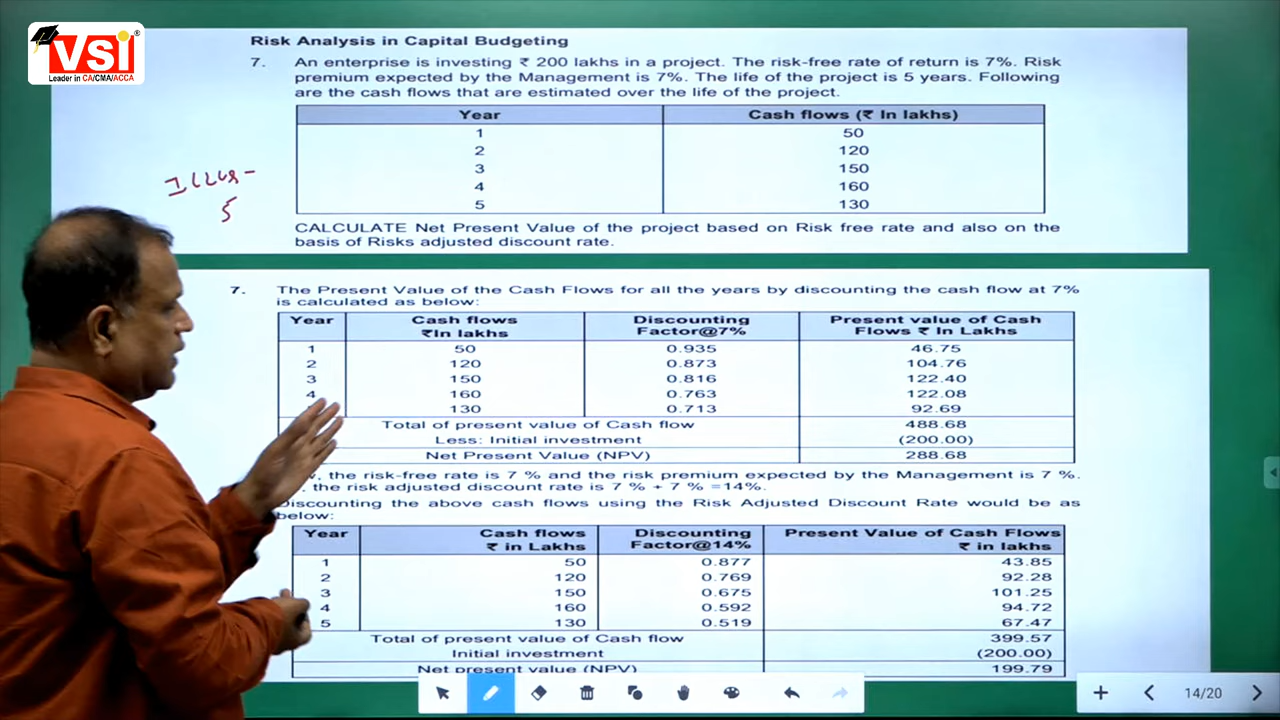 VSI®
Leader in CA/CMA/ACCA
Risk Analysis in Capital Budgeting
7. An enterprise is investing ₹ 200 lakhs in a project. The risk-free rate of return is 7%. Risk
premium expected by the Management is 7%. The life of the project is 5 years. Following
are the cash flows that are estimated over the life of the project.
Year Cash flows (₹ In lakhs)
1 50
2 120
3 150
4 160
5 130
Illus-
5
CALCULATE Net Present Value of the project based on Risk free rate and also on the
basis of Risks adjusted discount rate.
7. The Present Value of the Cash Flows for all the years by discounting the cash flow at 7%
is calculated as below:
Year Cash flows ₹In lakhs Discounting Factor@7% Present value of Cash Flows ₹ In Lakhs
1 50 0.935 46.75
2 120 0.873 104.76
3 150 0.816 122.40
4 160 0.763 122.08
130 0.713 92.69
Total of present value of Cash flow 488.68
Less: Initial investment (200.00)
Net Present Value (NPV) 288.68
, the risk-free rate is 7 % and the risk premium expected by the Management is 7 %.
the risk adjusted discount rate is 7 % + 7 % =14%.
Discounting the above cash flows using the Risk Adjusted Discount Rate would be as
below:
Year Cash flows ₹ in Lakhs Discounting Factor@14% Present Value of Cash Flows ₹ in lakhs
1 50 0.877 43.85
2 120 0.769 92.28
3 150 0.675 101.25
4 160 0.592 94.72
5 130 0.519 67.47
Total of present value of Cash flow 399.57
Initial investment (200.00)
Net present value (NPV) 199.79
14/20